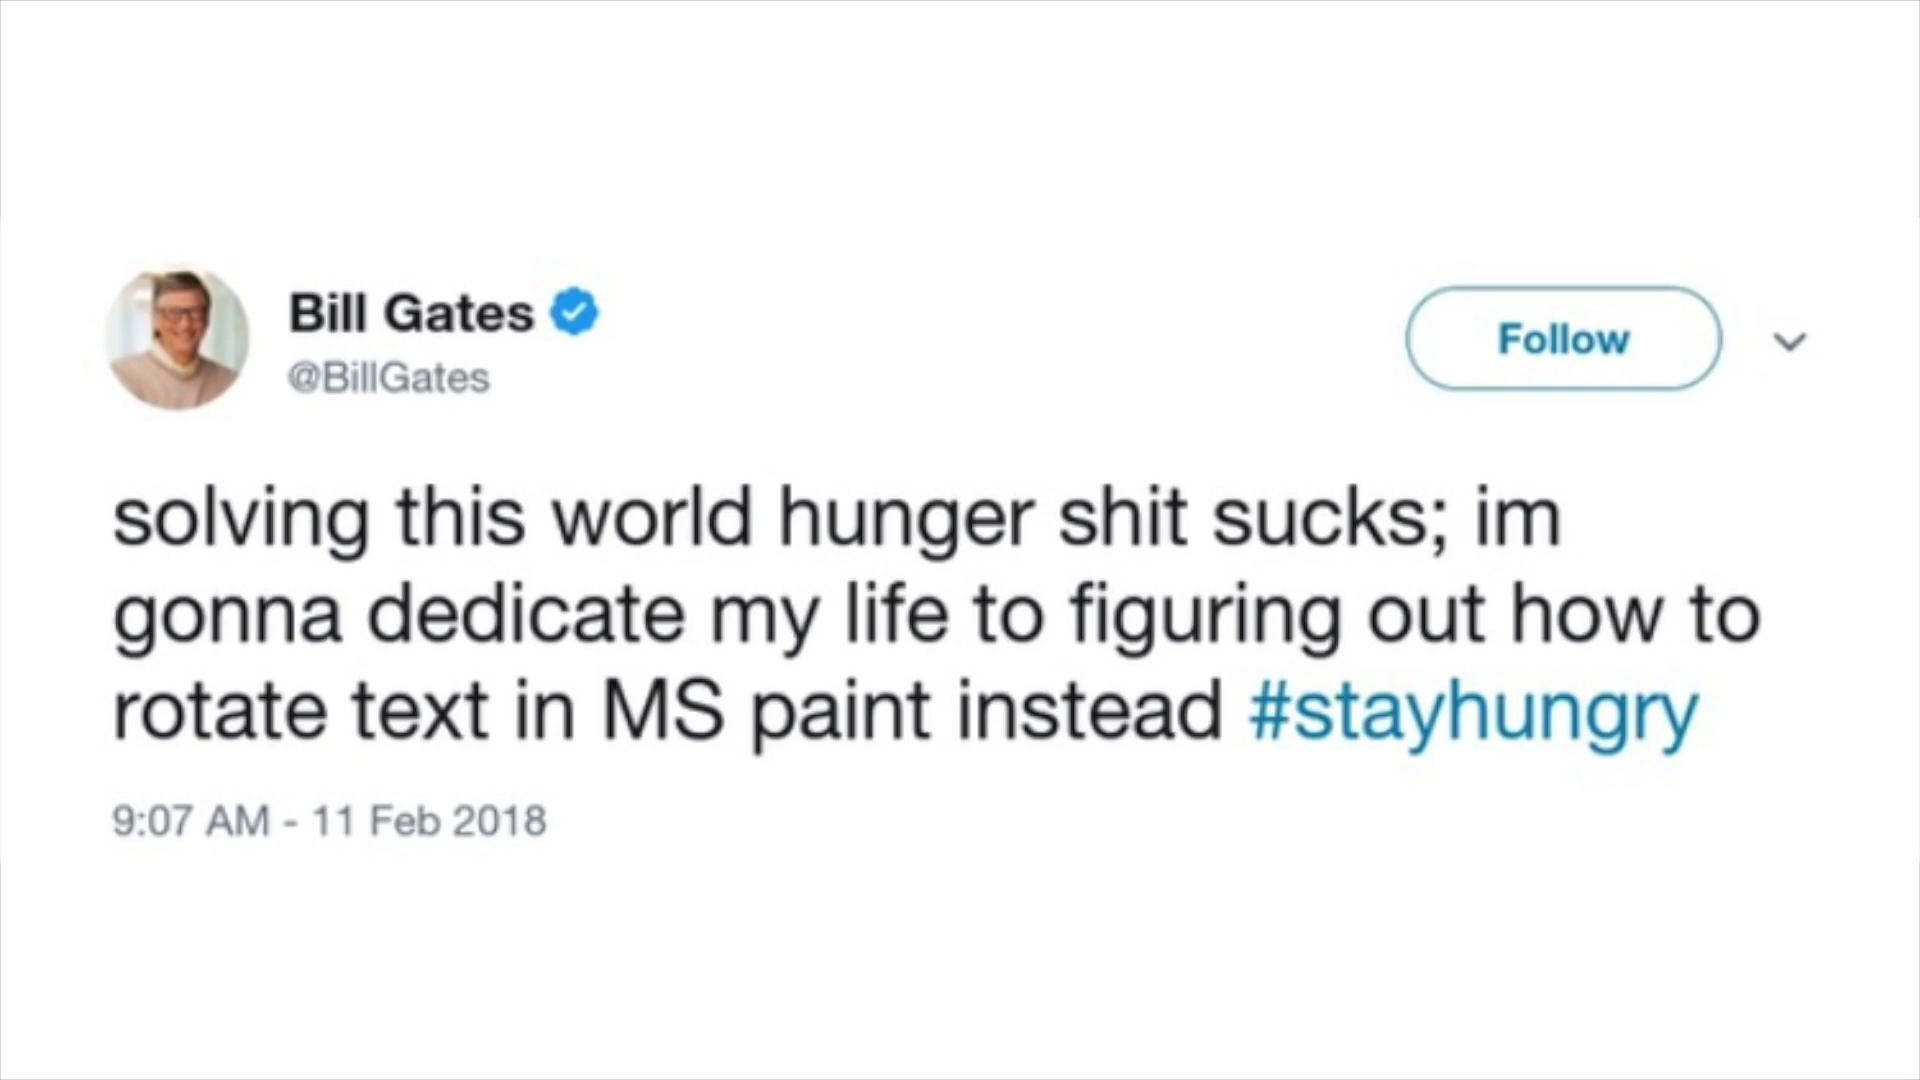 Bill Gates
@BillGates
Follow
solving this world hunger shit sucks; im
gonna dedicate my life to figuring out how to
rotate text in MS paint instead #stayhungry
9:07 AM - 11 Feb 2018